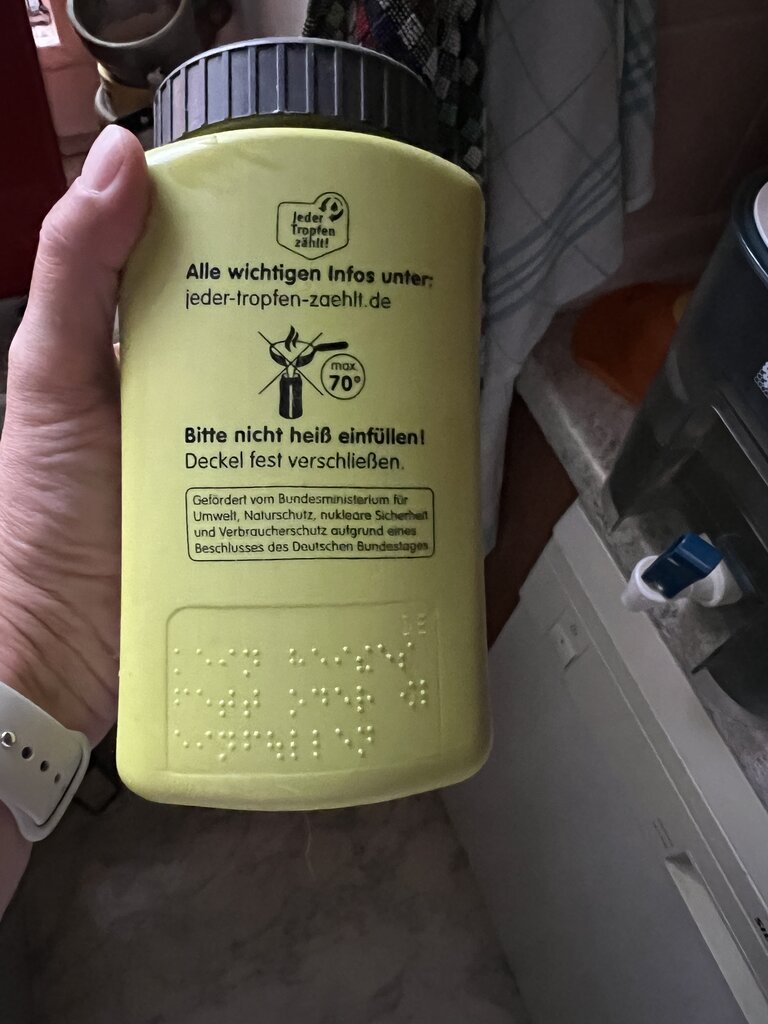 Jeder
Tropfen
zählt!
Alle wichtigen Infos unter:
jeder-tropfen-zaehlt.de
max.
70°
Bitte nicht heiß einfüllen!
Deckel fest verschließen.
Gefördert vom Bundesministerium für
Umwelt, Naturschutz, nukleare Sicherheit
und Verbraucherschutz aufgrund eines
Beschlusses des Deutschen Bundestages